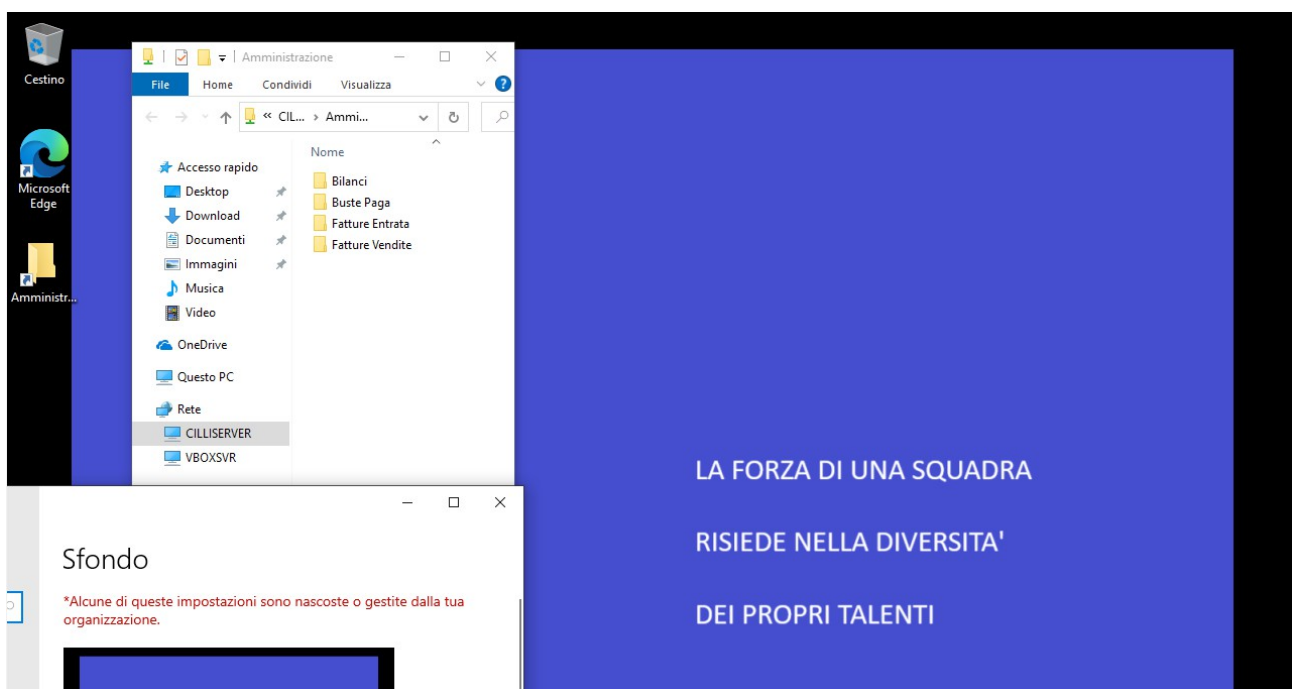 Cestino
Microsoft
Edge
Amministr...
Amministrazione
File Home Condividi Visualizza
« CIL... › Ammi...
Nome
Accesso rapido
Desktop
Download
Documenti
Immagini
Musica
Video
OneDrive
Questo PC
Rete
CILLISERVER
VBOXSVR
Bilanci
Buste Paga
Fatture Entrata
Fatture Vendite
Sfondo
*Alcune di queste impostazioni sono nascoste o gestite dalla tua
organizzazione.
LA FORZA DI UNA SQUADRA
RISIEDE NELLA DIVERSITA'
DEI PROPRI TALENTI